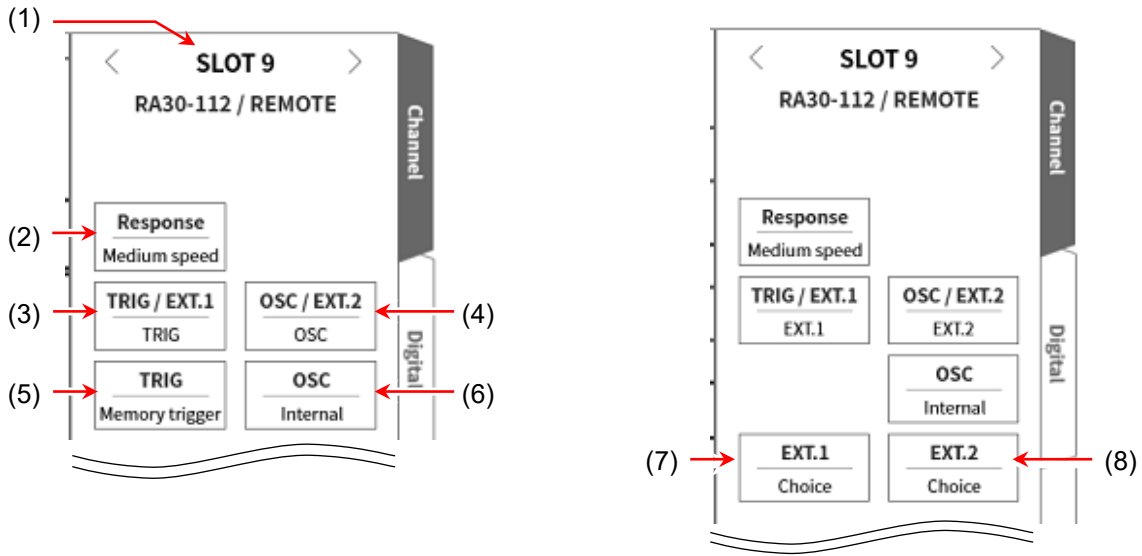 (1)
< SLOT 9 >
RA30-112 / REMOTE
Channel
(2)
Response
Medium speed
(3)
TRIG / EXT.1
TRIG
OSC / EXT.2
OSC
(4)
Digital
(5)
TRIG
Memory trigger
OSC
Internal
(6)
< SLOT 9 >
RA30-112 / REMOTE
Channel
Response
Medium speed
TRIG / EXT.1
EXT.1
OSC / EXT.2
EXT.2
Digital
OSC
Internal
(7)
EXT.1
Choice
EXT.2
Choice
(8)